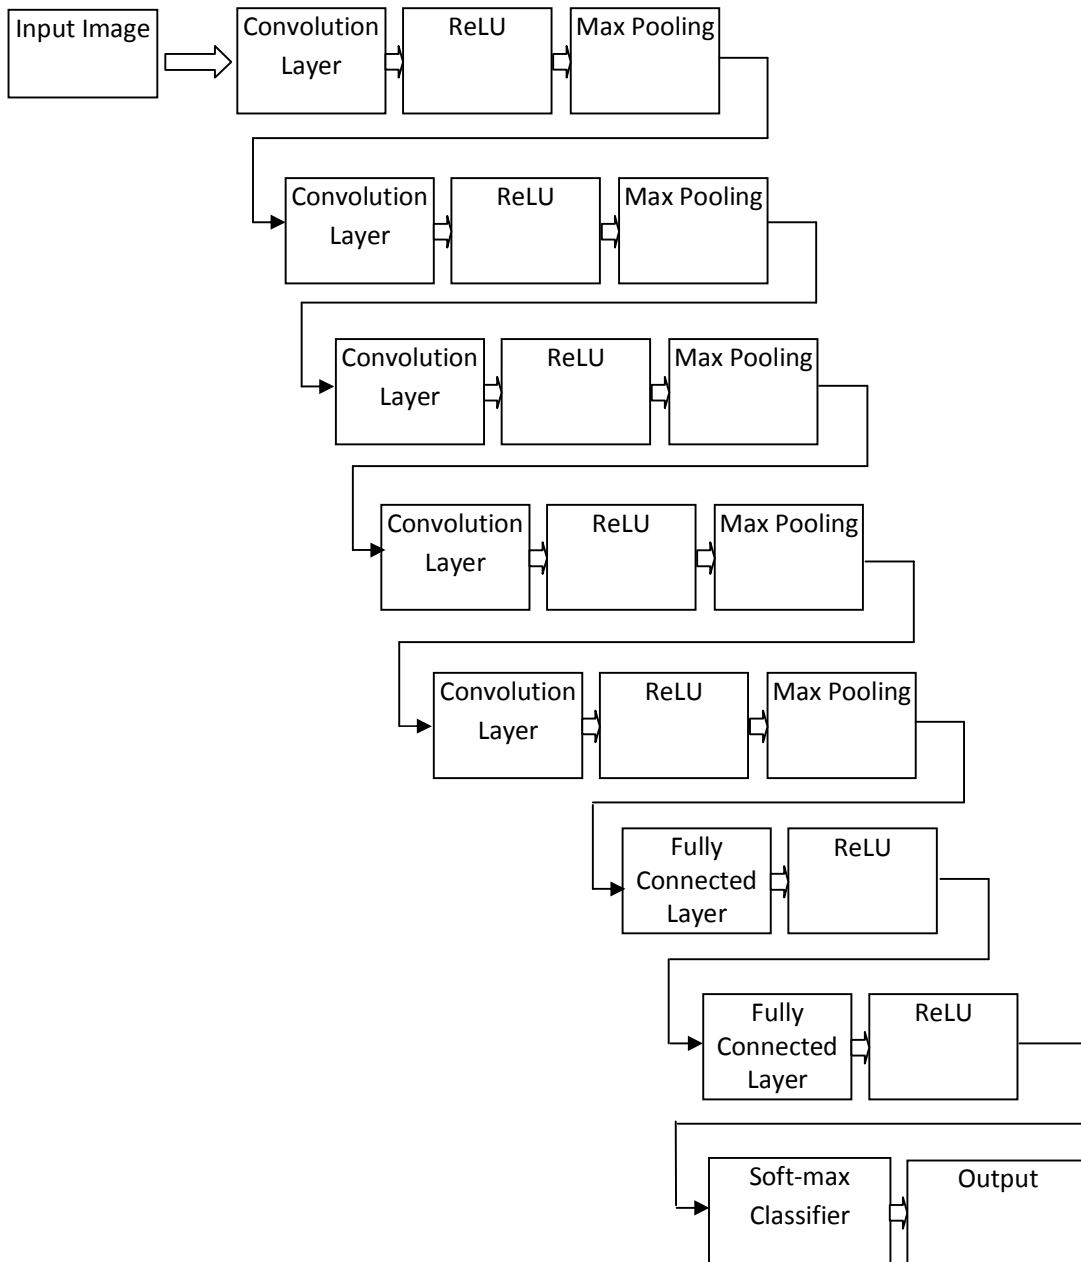 Input Image
Convolution
Layer
ReLU
Max Pooling
Convolution
Layer
ReLU
Max Pooling
Convolution
Layer
ReLU
Max Pooling
Convolution
Layer
ReLU
Max Pooling
Convolution
Layer
ReLU
Max Pooling
Fully
Connected
Layer
ReLU
Fully
Connected
Layer
ReLU
Soft-max
Classifier
Output